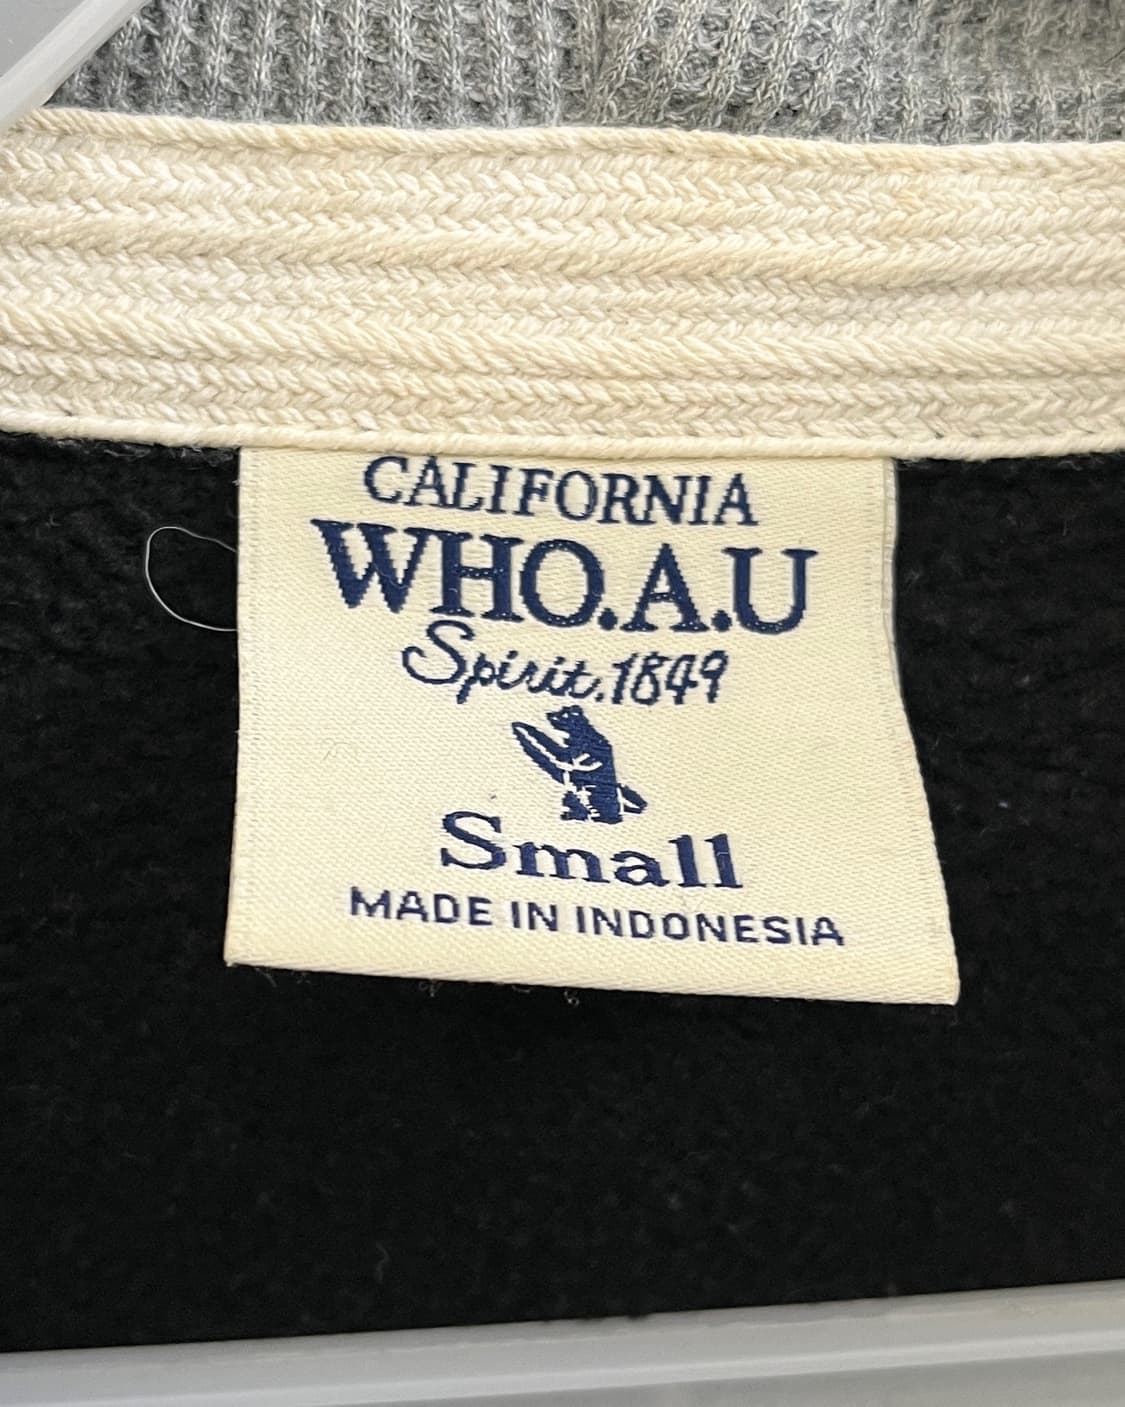 CALIFORNIA
WHO.A.U
Spirit.1849
Small
MADE IN INDONESIA